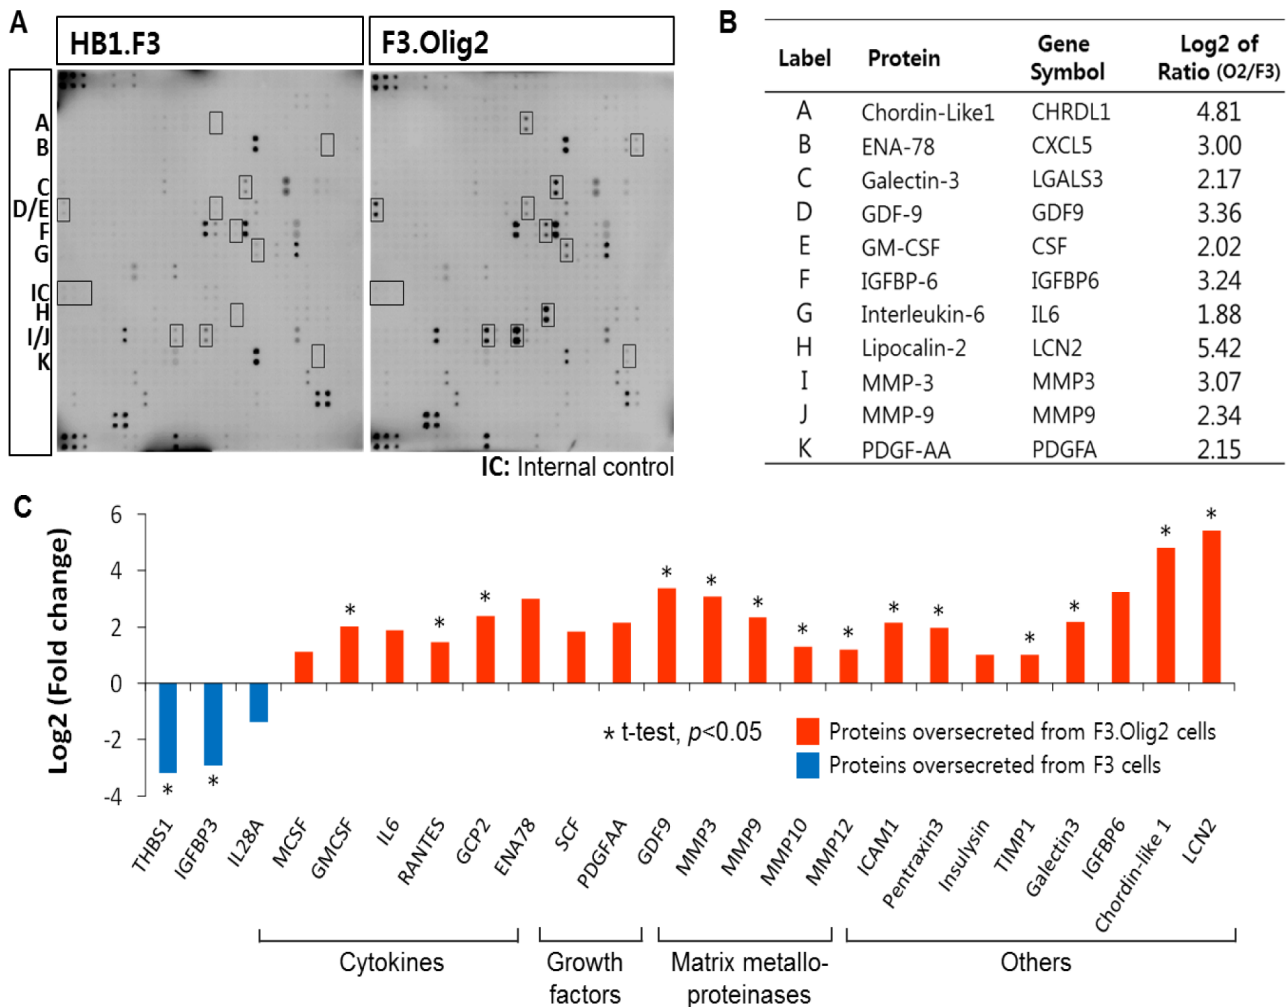 A
HB1.F3
F3.Olig2
A
B
C
D/E
F
G
IC
H
I/J
K
IC: Internal control
B
Label Protein Gene Symbol Log2 of Ratio (O2/F3)
A Chordin-Like1 CHRDL1 4.81
B ENA-78 CXCL5 3.00
C Galectin-3 LGALS3 2.17
D GDF-9 GDF9 3.36
E GM-CSF CSF 2.02
F IGFBP-6 IGFBP6 3.24
G Interleukin-6 IL6 1.88
H Lipocalin-2 LCN2 5.42
I MMP-3 MMP3 3.07
J MMP-9 MMP9 2.34
K PDGF-AA PDGFA 2.15
C
Log2 (Fold change)
6
4
2
0
-2
-4
* * * * * * * * * * * * * * *
* t-test, p<0.05
Proteins oversecreted from F3.Olig2 cells
Proteins oversecreted from F3 cells
THBS1
IGFBP3
IL28A
MCSF
GMCSF
IL6
RANTES
GCP2
ENA78
SCF
PDGFAA
GDF9
MMP3
MMP9
MMP10
MMP12
ICAM1
Pentraxin3
Insulysin
TIMP1
Galectin3
IGFBP6
Chordin-like 1
LCN2
Cytokines
Growth
factors
Matrix metallo-
proteinases
Others